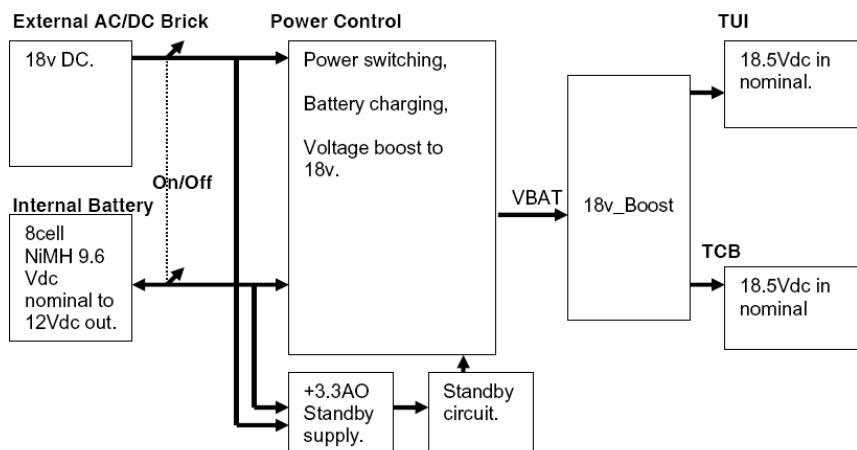 External AC/DC Brick
18v DC.
On/Off
Internal Battery
8cell
NiMH 9.6
Vdc
nominal to
12Vdc out.
Power Control
Power switching,
Battery charging,
Voltage boost to
18v.
+3.3AO
Standby
supply.
Standby
circuit.
VBAT
18v_Boost
TUI
18.5Vdc in
nominal.
TCB
18.5Vdc in
nominal